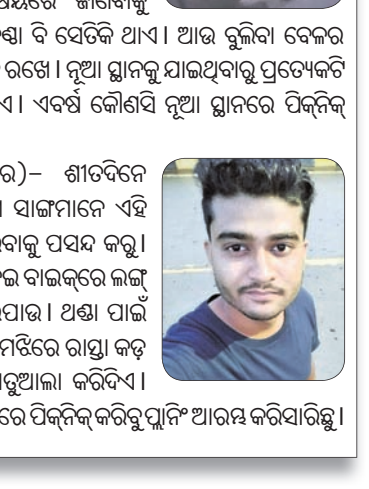 ଜାଣିବାକୁ
ଣ୍ଡା ବି ସେତିକି ଥାଏ। ଆଉ ବୁଲିବା ବେଳର
ରଖେ। ନୂଆ ସ୍ଥାନକୁ ଯାଇଥିବାରୁ ପ୍ରତ୍ୟେକଟି
ଏ। ଏବର୍ଷ କୌଣସି ନୂଆ ସ୍ଥାନରେ ପିକ୍‌ନିକ୍
ର)– ଶୀତଦିନେ
ସାଙ୍ଗମାନେ ଏହି
ବାକୁ ପସନ୍ଦ କରୁ।
ଇ ବାଇକ୍‌ରେ ଲଙ୍ଗ୍
ପାଉ। ଥଣ୍ଡା ପାଇଁ
ମଝିରେ ରାସ୍ତା କଡ଼
ତୁଆଲା କରିଦିଏ।
ରେ ପିକ୍‌ନିକ୍ କରିବୁ ପ୍ଲାନିଂ ଆରମ୍ଭ କରିସାରିଛୁ।